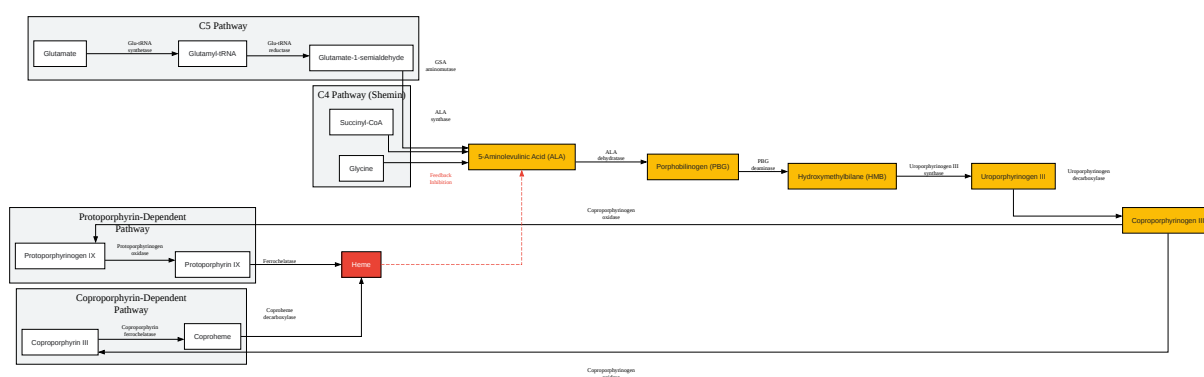 C5 Pathway
Glutamate
Glu-tRNA
synthetase
Glutamyl-tRNA
Glu-tRNA
reductase
Glutamate-1-semialdehyde
GSA
aminomutase
C4 Pathway (Shemin)
Succinyl-CoA
Glycine
ALA
synthase
Feedback
Inhibition
5-Aminolevulinic Acid (ALA)
ALA
dehydratase
Porphobilinogen (PBG)
PBG
deaminase
Hydroxymethylbilane (HMB)
Uroporphyrinogen III
synthase
Uroporphyrinogen III
Uroporphyrinogen
decarboxylase
Coproporphyrinogen III
Coproporphyrinogen
oxidase
Protoporphyrin-Dependent
Pathway
Protoporphyrinogen IX
Protoporphyrinogen
oxidase
Protoporphyrin IX
Ferrochelatase
Heme
Coproporphyrin-Dependent
Pathway
Coproporphyrin III
Coproporphyrin
ferrochelatase
Coproheme
Coproheme
decarboxylase
Coproporphyrinogen
oxidase